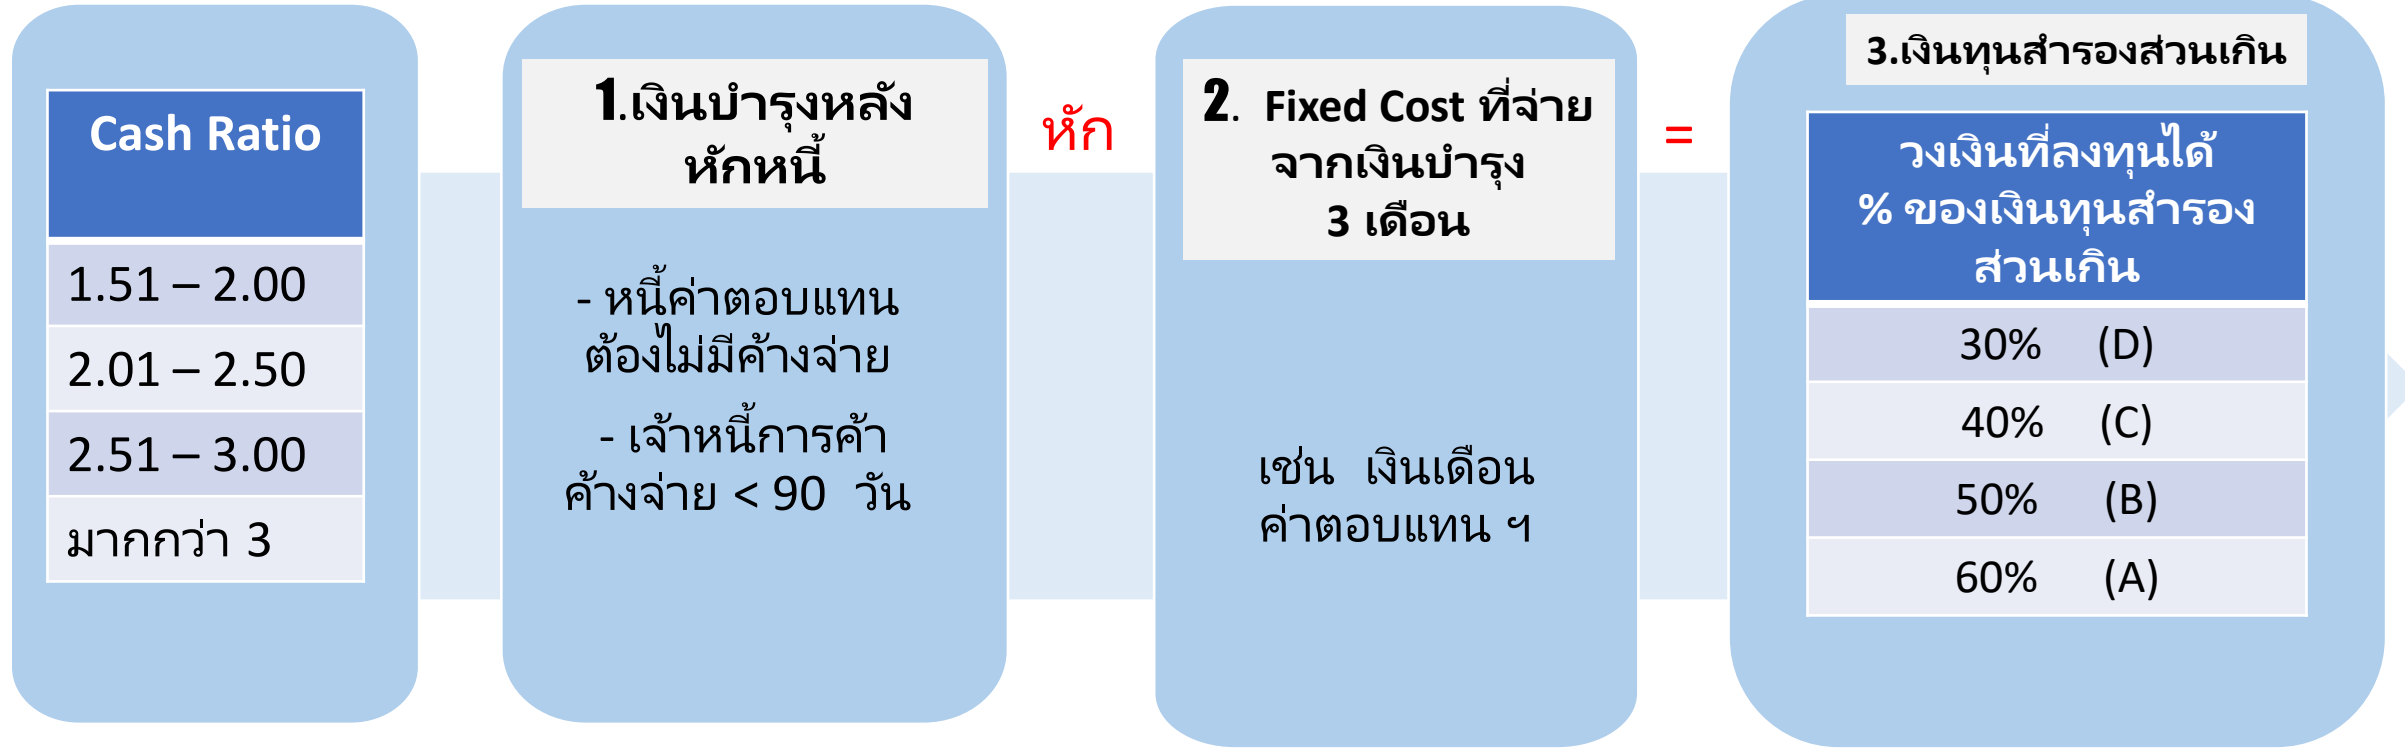 Cash Ratio
1.51 – 2.00
2.01 – 2.50
2.51 – 3.00
มากกว่า 3
1.เงินบำรุงหลัง
หักหนี้
- หนี้ค่าตอบแทน
ต้องไม่มีค้างจ่าย
- เจ้าหนี้การค้า
ค้างจ่าย < 90 วัน
หัก
2. Fixed Cost ที่จ่าย
จากเงินบำรุง
3 เดือน
เช่น เงินเดือน
ค่าตอบแทน ฯ
=
3.เงินทุนสำรองส่วนเกิน
วงเงินที่ลงทุนได้
% ของเงินทุนสำรอง
ส่วนเกิน
30% (D)
40% (C)
50% (B)
60% (A)